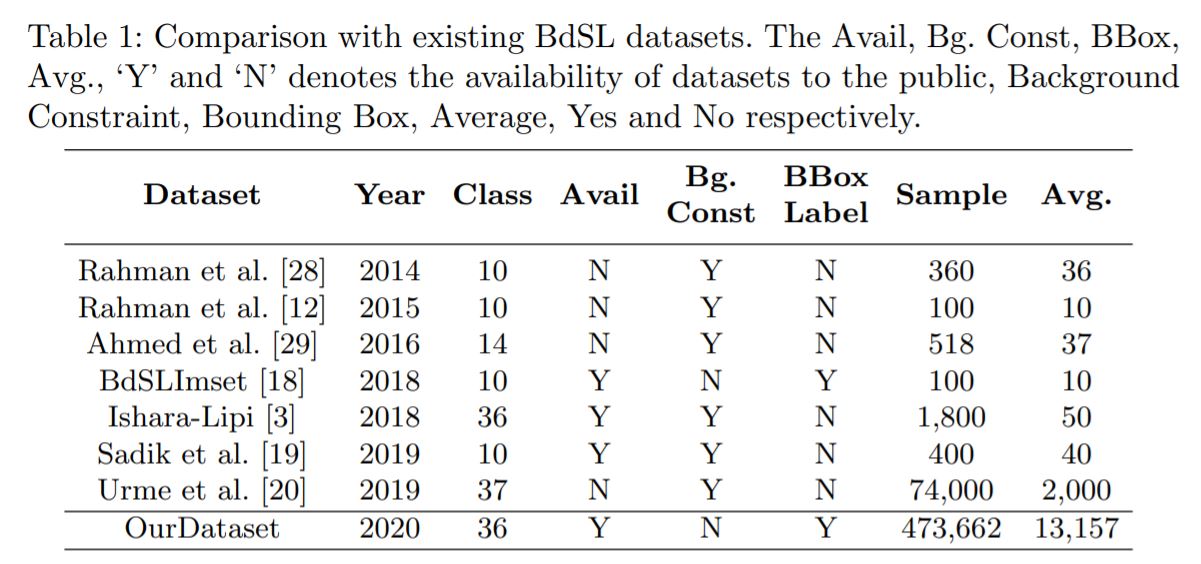 Table 1: Comparison with existing BdSL datasets. The Avail, Bg. Const, BBox,
Avg., ‘Y’ and ‘N’ denotes the availability of datasets to the public, Background
Constraint, Bounding Box, Average, Yes and No respectively.
Dataset Year Class Avail Bg. Const BBox Label Sample Avg.
Rahman et al. [28] 2014 10 N Y N 360 36
Rahman et al. [12] 2015 10 N Y N 100 10
Ahmed et al. [29] 2016 14 N Y N 518 37
BdSLImset [18] 2018 10 Y N Y 100 10
Ishara-Lipi [3] 2018 36 Y Y N 1,800 50
Sadik et al. [19] 2019 10 Y Y N 400 40
Urme et al. [20] 2019 37 N Y N 74,000 2,000
OurDataset 2020 36 Y N Y 473,662 13,157